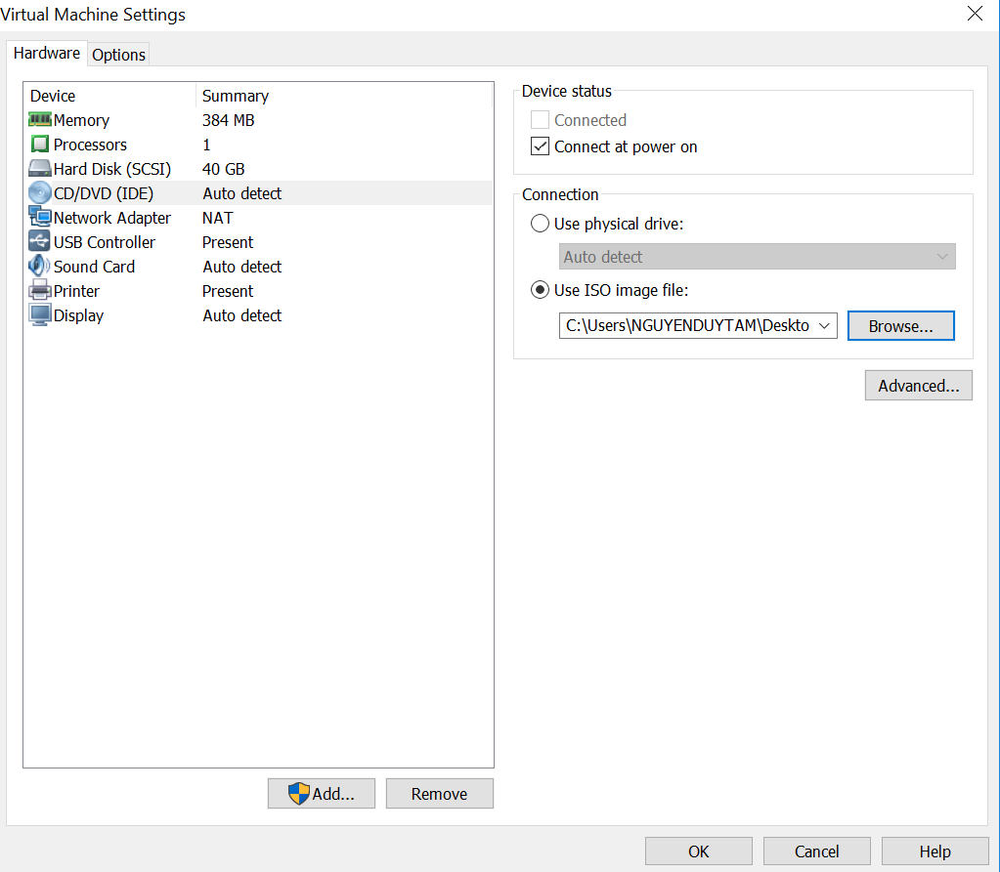 Virtual Machine Settings
Hardware Options
Device Summary
Memory 384 MB
Processors 1
Hard Disk (SCSI) 40 GB
CD/DVD (IDE) Auto detect
Network Adapter NAT
USB Controller Present
Sound Card Auto detect
Printer Present
Display Auto detect
Add... Remove
Device status
Connected
Connect at power on
Connection
Use physical drive:
Auto detect
Use ISO image file:
C:\Users\NGUYENDUYTAM\Deskto Browse...
Advanced...
OK Cancel Help